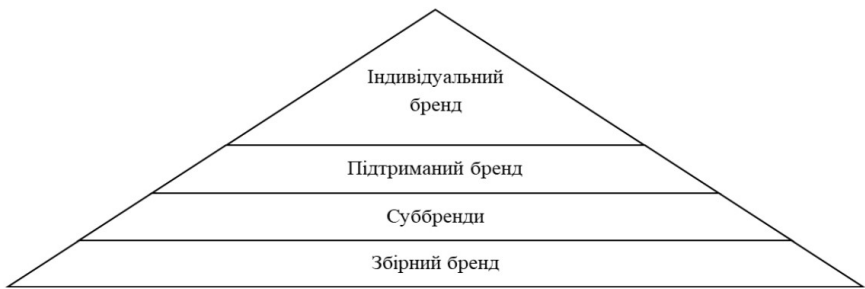 Індивідуальний
бренд
Підтриманий бренд
Суббренди
Збірний бренд